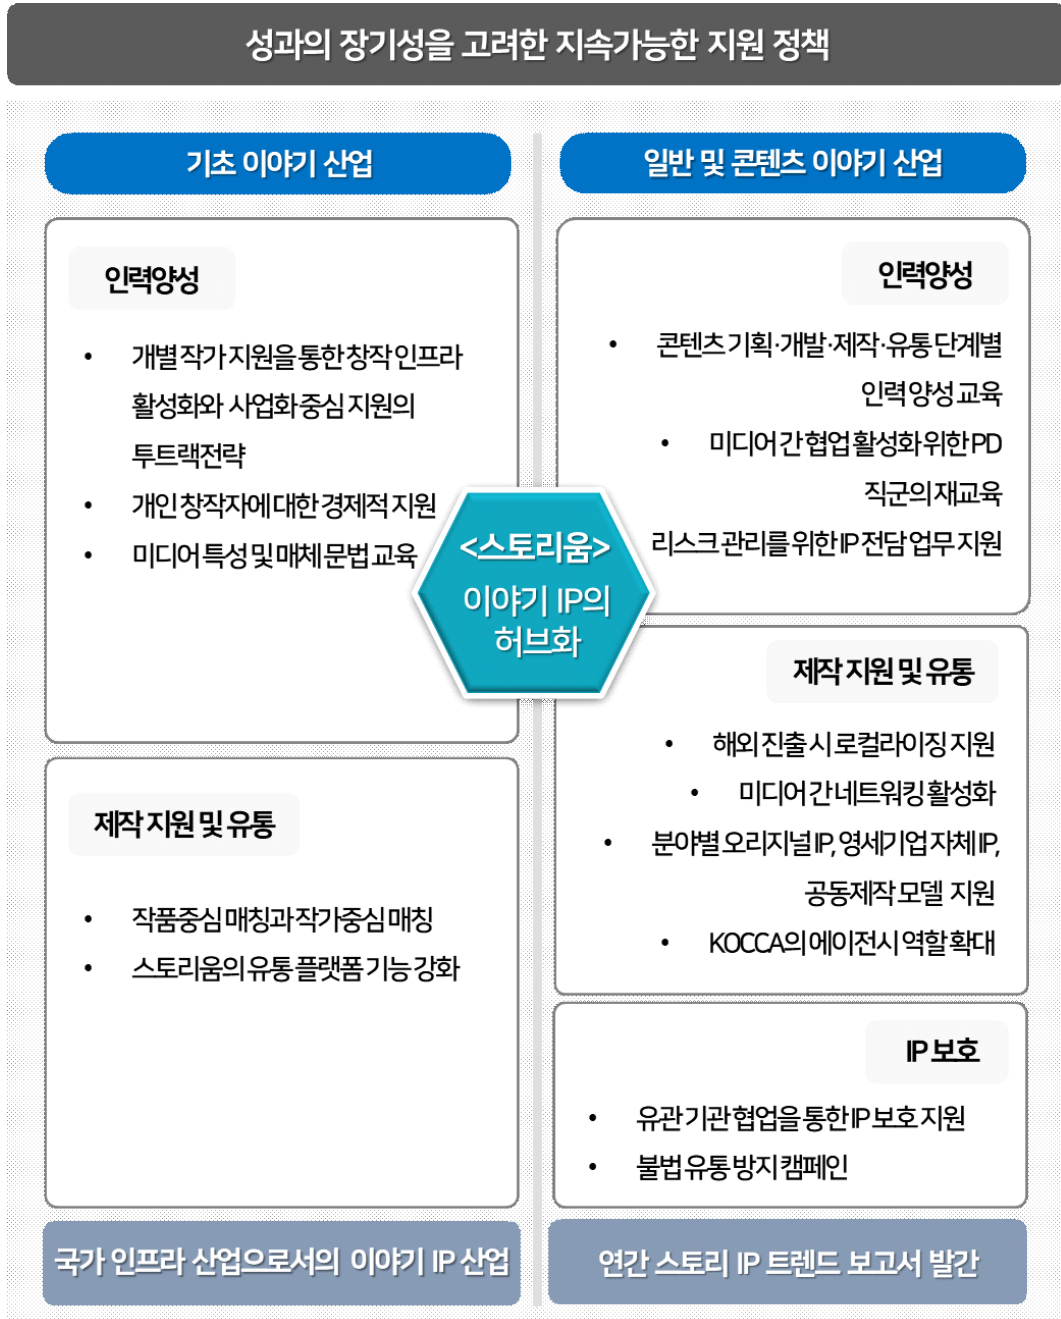 성과의 장기성을 고려한 지속가능한 지원 정책
기초 이야기 산업
인력양성
• 개별 작가 지원을 통한 창작 인프라
활성화와 사업화 중심 지원의
투트랙전략
• 개인 창작자에 대한 경제적 지원
• 미디어 특성 및 매체 문법 교육
제작 지원 및 유통
• 작품중심 매칭과 작가중심 매칭
• 스토리움의 유통 플랫폼 기능 강화
국가 인프라 산업으로서의 이야기 IP 산업
<스토리움>
이야기 IP의
허브화
일반 및 콘텐츠 이야기 산업
인력양성
• 콘텐츠 기획·개발·제작·유통 단계별
인력 양성 교육
• 미디어 간 협업 활성화 위한 PD
직군의 재교육
리스크 관리를 위한 IP 전담 업무 지원
제작 지원 및 유통
• 해외 진출 시 로컬라이징 지원
• 미디어 간 네트워킹 활성화
• 분야별 오리지널 IP, 영세기업 자체 IP,
공동제작 모델 지원
• KOCCA의 에이전시 역할 확대
IP 보호
• 유관 기관 협업을 통한 IP 보호 지원
• 불법 유통 방지 캠페인
연간 스토리 IP 트렌드 보고서 발간